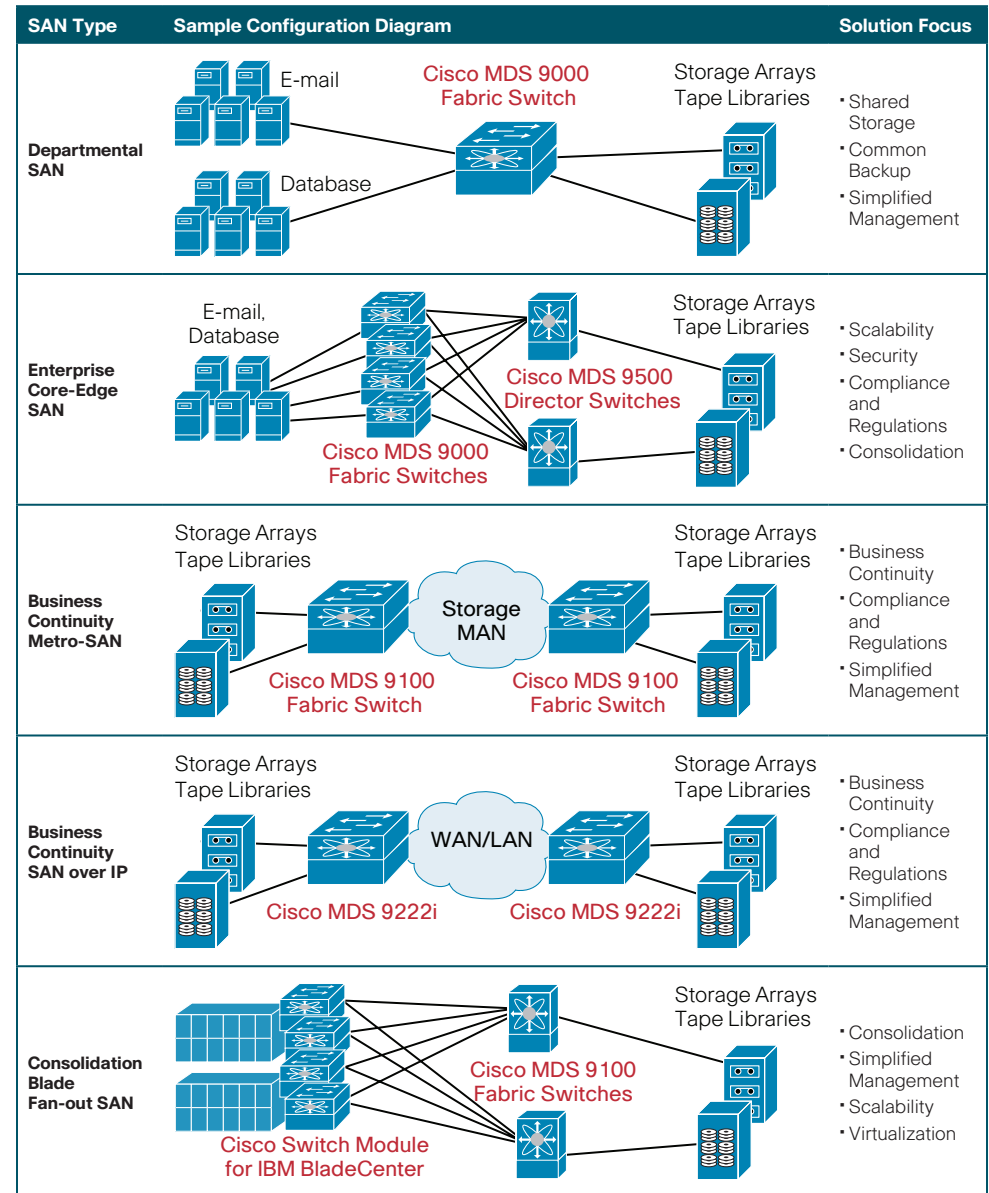 SAN Type
Sample Configuration Diagram
Solution Focus
Departmental
SAN
E-mail
Database
Cisco MDS 9000
Fabric Switch
Storage Arrays
Tape Libraries
▪ Shared
Storage
▪ Common
Backup
▪ Simplified
Management
Enterprise
Core-Edge
SAN
E-mail,
Database
Cisco MDS 9000
Fabric Switches
Cisco MDS 9500
Director Switches
Storage Arrays
Tape Libraries
▪ Scalability
▪ Security
▪ Compliance
and
Regulations
▪ Consolidation
Business
Continuity
Metro-SAN
Storage Arrays
Tape Libraries
Cisco MDS 9100
Fabric Switch
Storage
MAN
Cisco MDS 9100
Fabric Switch
Storage Arrays
Tape Libraries
▪ Business
Continuity
▪ Compliance
and
Regulations
▪ Simplified
Management
Business
Continuity
SAN over IP
Storage Arrays
Tape Libraries
Cisco MDS 9222i
WAN/LAN
Cisco MDS 9222i
Storage Arrays
Tape Libraries
▪ Business
Continuity
▪ Compliance
and
Regulations
▪ Simplified
Management
Consolidation
Blade
Fan-out SAN
Cisco Switch Module
for IBM BladeCenter
Cisco MDS 9100
Fabric Switches
Storage Arrays
Tape Libraries
▪ Consolidation
▪ Simplified
Management
▪ Scalability
▪ Virtualization